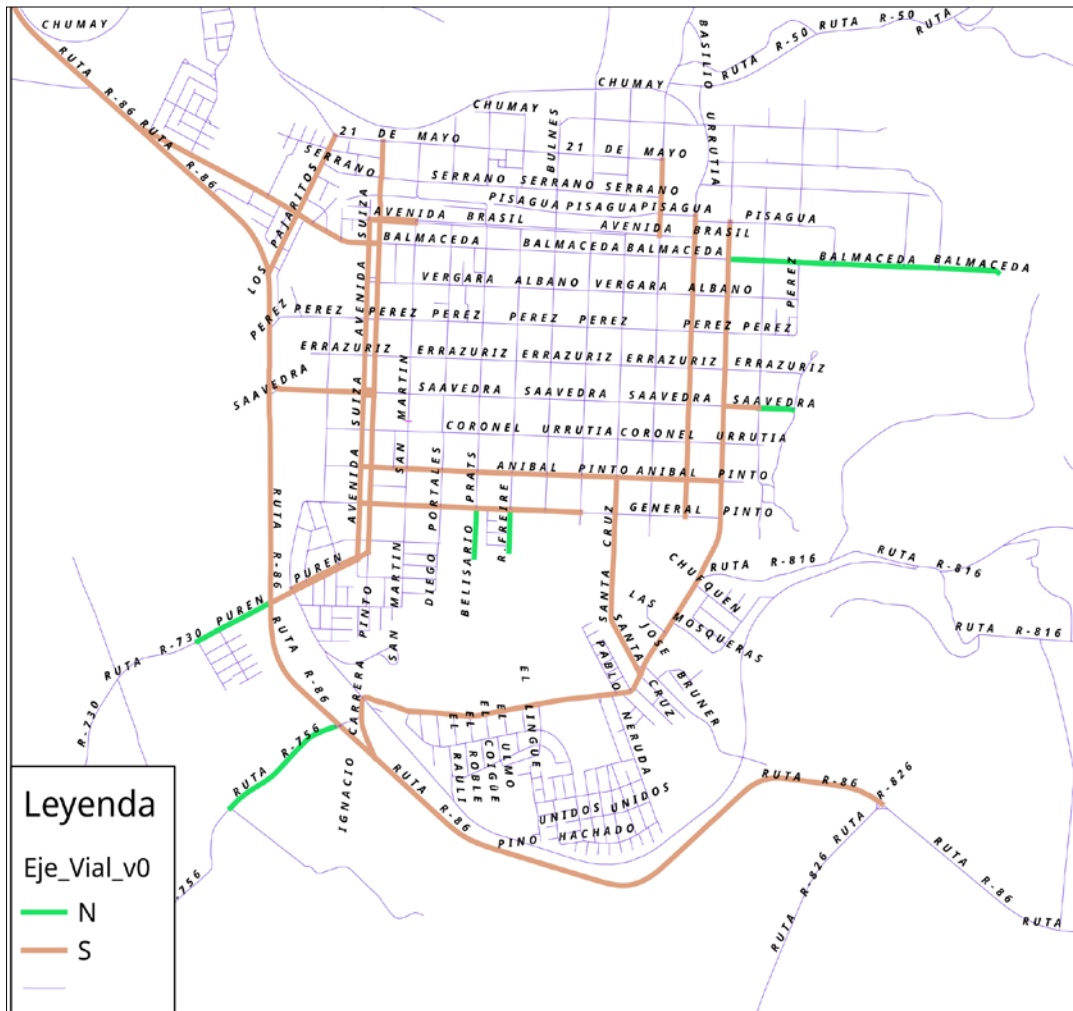 CHUMAY
RUTA R-50 RUTA
R-50
RUTA
BASILIO URRUTIA
RUTA R-86 RUTA R-86
CHUMAY
CHUMAY
BULNES
21 DE MAYO
21 DE MAYO
SERRANO
SERRANO SERRANO SERRANO
LOS PAJARITOS
PISAGUA PISAGUA PISAGUA PISAGUA
AVENIDA BRASIL
AVENIDA BRASIL
AVENIDA SUIZA
BALMACEDA BALMACEDA BALMACEDA
BALMACEDA BALMACEDA
VERGARA ALBANO VERGARA ALBANO
PEREZ
PEREZ
PEREZ PEREZ PEREZ PEREZ PEREZ PEREZ PEREZ
ERRAZURIZ ERRAZURIZ ERRAZURIZ ERRAZURIZ ERRAZURIZ
SAAVEDRA
SAAVEDRA SAAVEDRA SAAVEDRA SAAVEDRA
SAN MARTIN
AVENIDA SUIZA
CORONEL URRUTIA CORONEL URRUTIA
ANIBAL PINTO ANIBAL PINTO
DIEGO PORTALES
BELISARIO PRATS
R.FREIRE
GENERAL PINTO
SANTA CRUZ
RUTA R-86
PUREN
PUREN
RUTA R-730
R-730
CHUFQUEN
RUTA R-816
RUTA R-816
RUTA R-816
LAS MOSQUERAS
JOSE BRUNER
SANTA CRUZ
PABLO NERUDA
SAN MARTIN
IGNACIO CARRERA PINTO
RUTA R-86
RUTA R-756
EL RAULI
EL ROBLE
EL COIGÜE
EL ULMO
EL LINGUE
UNIDOS UNIDOS
PINO HACHADO
RUTA R-86
RUTA R-86
R-826
RUTA
RUTA R-826
RUTA R-86
RUTA
Leyenda
Eje_Vial_v0
N
S